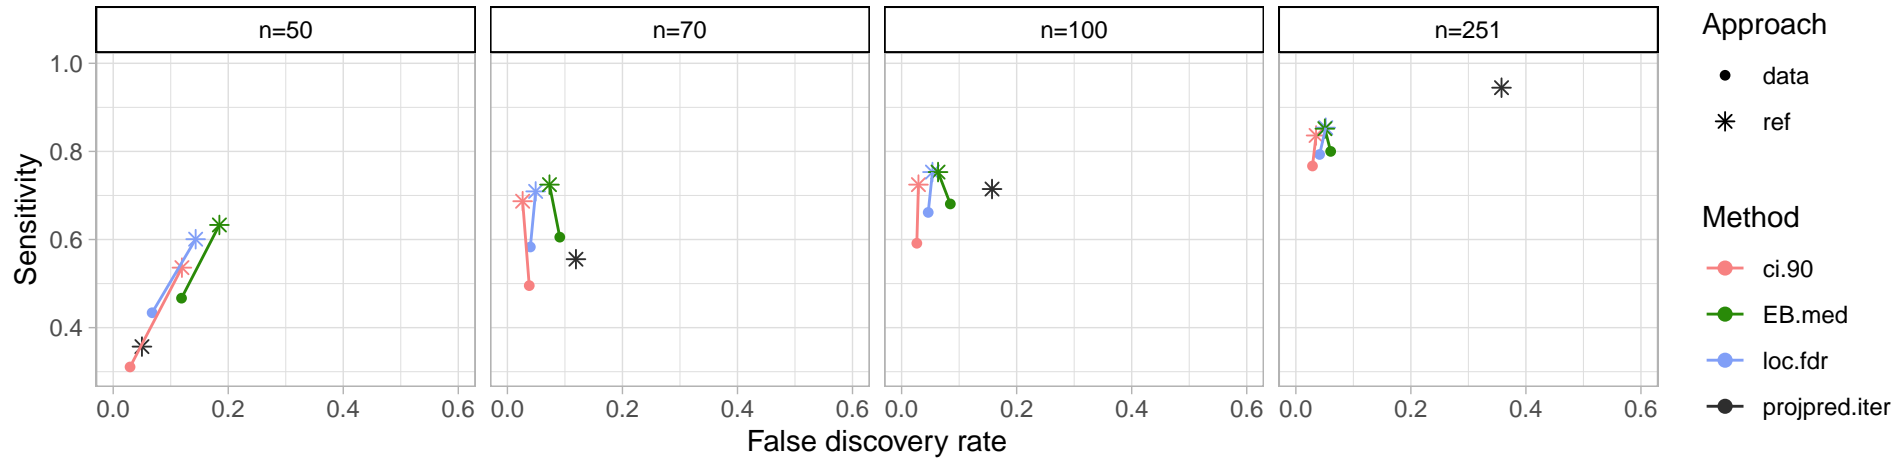 n=50 n=70 n=100 n=251
Sensitivity
1.0
0.8
0.6
0.4
0.0 0.2 0.4 0.6 0.0 0.2 0.4 0.6 0.0 0.2 0.4 0.6 0.0 0.2 0.4 0.6
False discovery rate
Approach
data
ref
Method
ci.90
EB.med
loc.fdr
projpred.iter